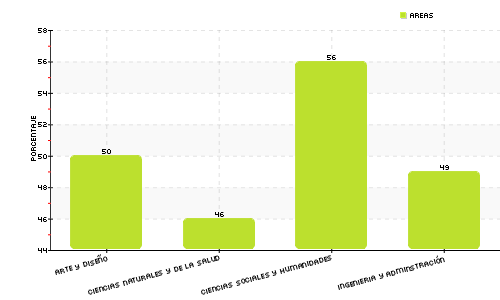 AREAS
58
56
54
52
50
48
46
44
PORCENTAJE
50
46
56
49
ARTE Y DISEÑO
CIENCIAS NATURALES Y DE LA SALUD
CIENCIAS SOCIALES Y HUMANIDADES
INGENIERIA Y ADMINSTRACIÓN